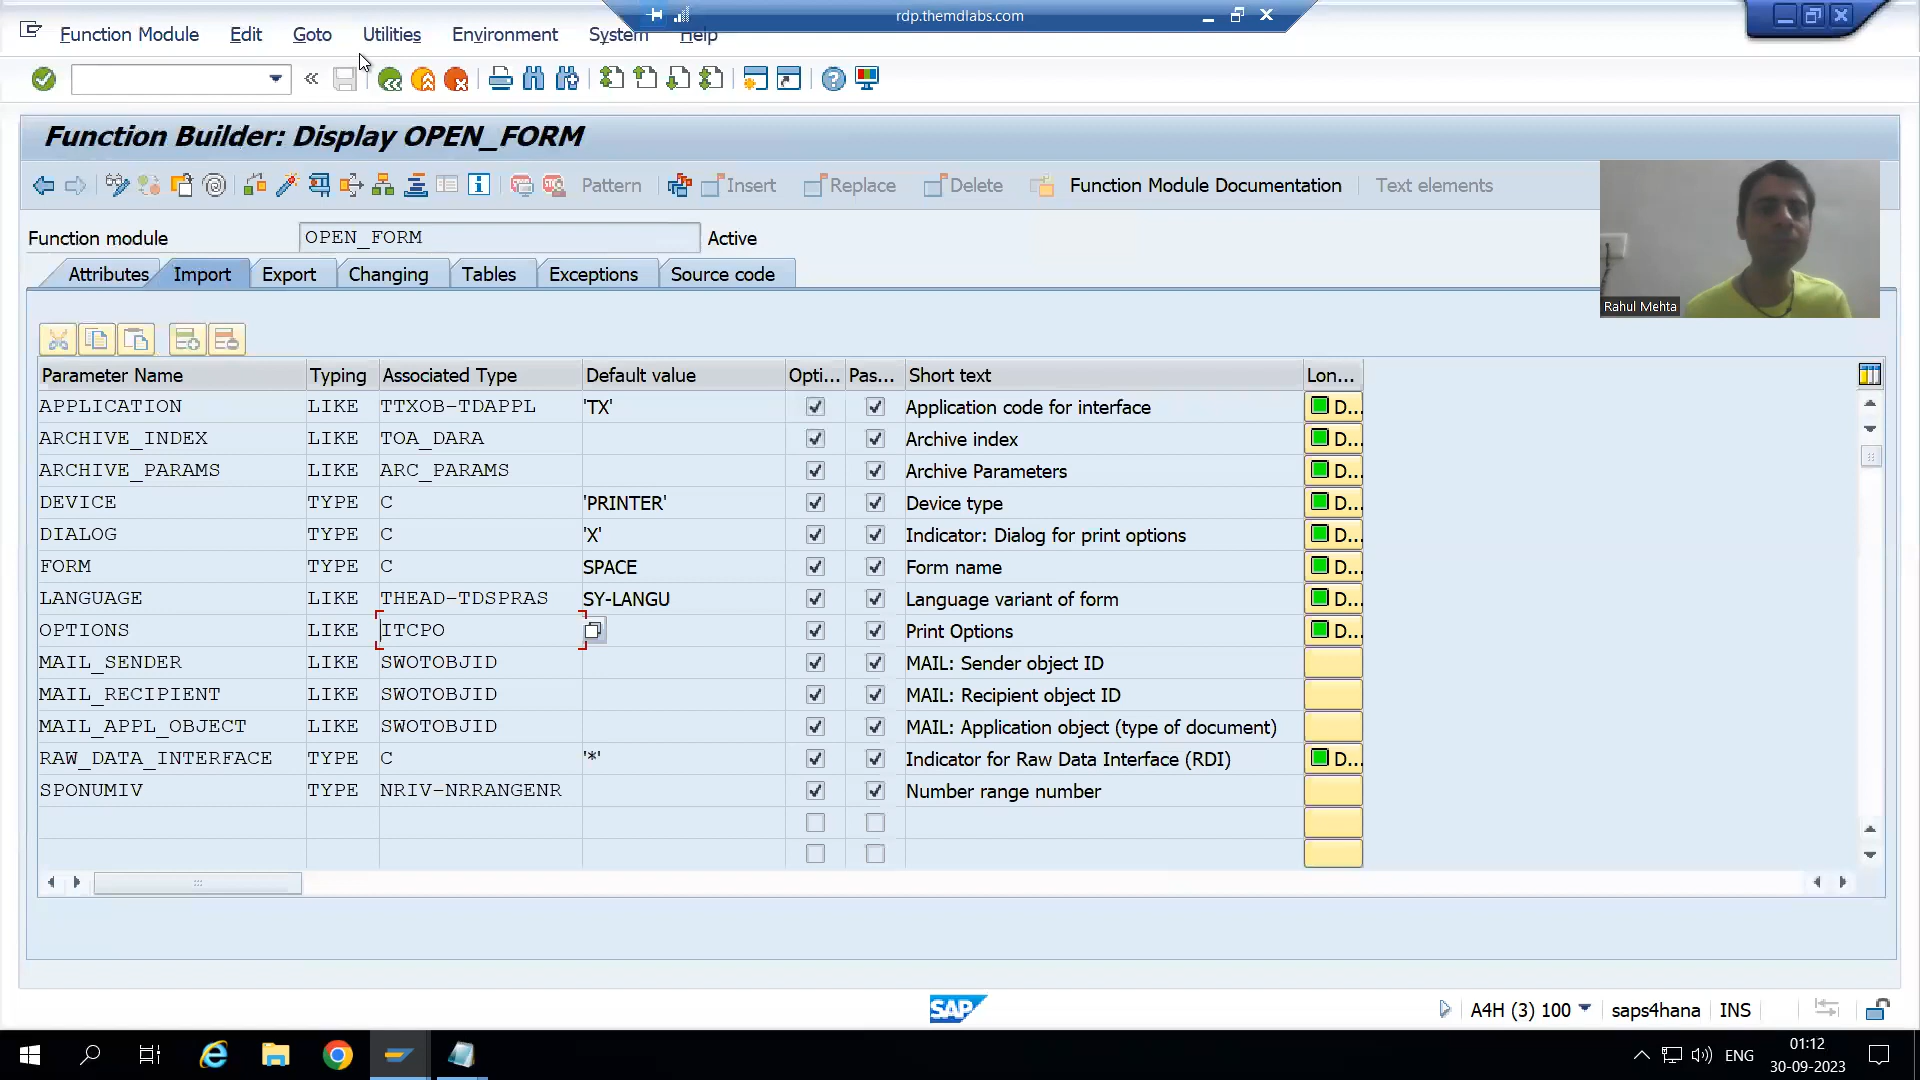 rdp.themdlabs.com
Function Module Edit Goto Utilities Environment System Help
Function Builder: Display OPEN_FORM
Pattern Insert Replace Delete Function Module Documentation Text elements
Function module OPEN_FORM Active
Attributes Import Export Changing Tables Exceptions Source code
Rahul Mehta
Parameter Name Typing Associated Type Default value Opti... Pas... Short text Lon...
APPLICATION LIKE TTXOB-TDAPPL 'TX' Application code for interface D...
ARCHIVE_INDEX LIKE TOA_DARA Archive index D...
ARCHIVE_PARAMS LIKE ARC_PARAMS Archive Parameters D...
DEVICE TYPE C 'PRINTER' Device type D...
DIALOG TYPE C 'X' Indicator: Dialog for print options D...
FORM TYPE C SPACE Form name D...
LANGUAGE LIKE THEAD-TDSPRAS SY-LANGU Language variant of form D...
OPTIONS LIKE ITCPO Print Options D...
MAIL_SENDER LIKE SWOTOBJID MAIL: Sender object ID
MAIL_RECIPIENT LIKE SWOTOBJID MAIL: Recipient object ID
MAIL_APPL_OBJECT LIKE SWOTOBJID MAIL: Application object (type of document)
RAW_DATA_INTERFACE TYPE C '*' Indicator for Raw Data Interface (RDI) D...
SPONUMIV TYPE NRIV-NRRANGENR Number range number
SAP A4H (3) 100 saps4hana INS
ENG 01:12
30-09-2023